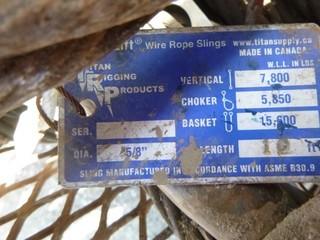 Lift® Wire Rope Slings www.titansupply.ca
MADE IN CANADA
TITAN
RIGGING
PRODUCTS
W.L.L. IN LBS
VERTICAL 7,800
CHOKER 5,850
BASKET 15,600
SER.
DIA. 5/8" LENGTH
SLING MANUFACTURED IN ACCORDANCE WITH ASME B30.9